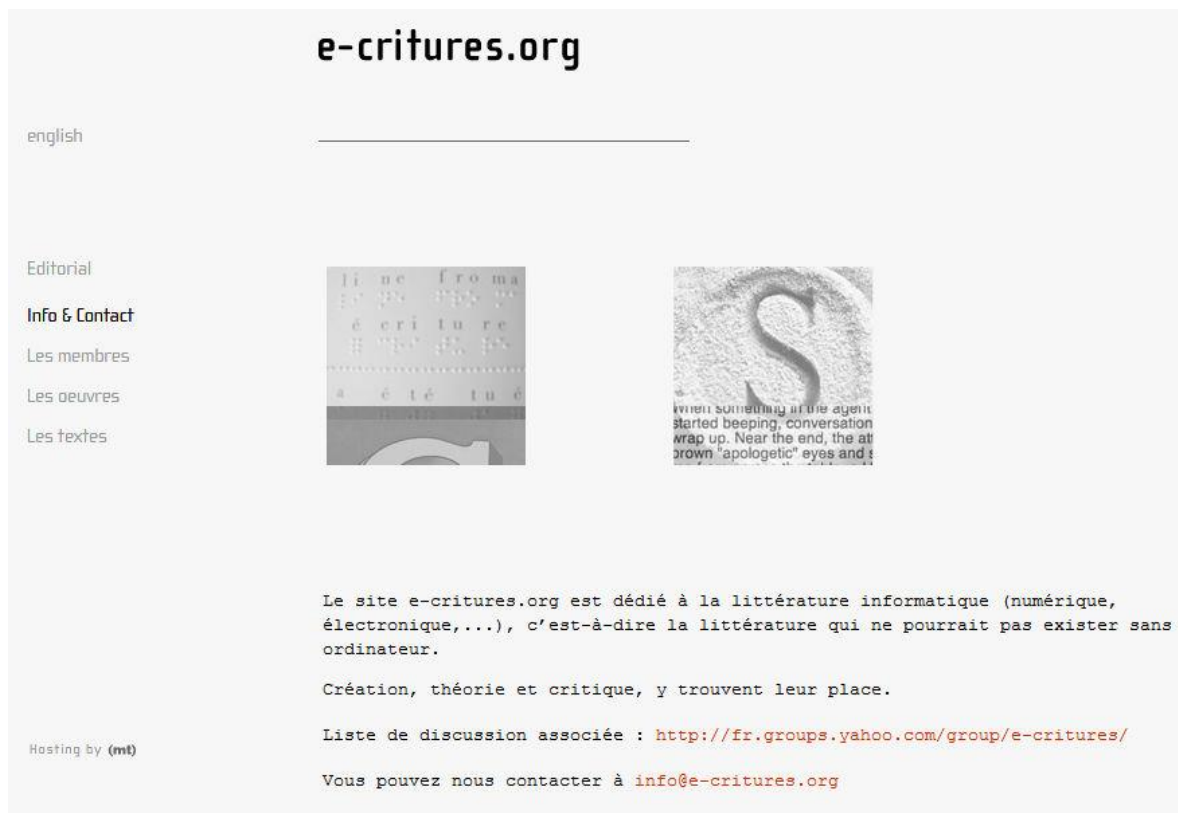 e-critures.org
english
Editorial
Info & Contact
Les membres
Les oeuvres
Les textes
li ne fro ma
é cri tu re
a é té tu é
S
When something in the agent
started beeping, conversation
wrap up. Near the end, the
brown "apologetic" eyes and
Le site e-critures.org est dédié à la littérature informatique (numérique,
électronique,...), c'est-à-dire la littérature qui ne pourrait pas exister sans
ordinateur.
Création, théorie et critique, y trouvent leur place.
Liste de discussion associée : http://fr.groups.yahoo.com/group/e-critures/
Vous pouvez nous contacter à info@e-critures.org
Hosting by (mt)